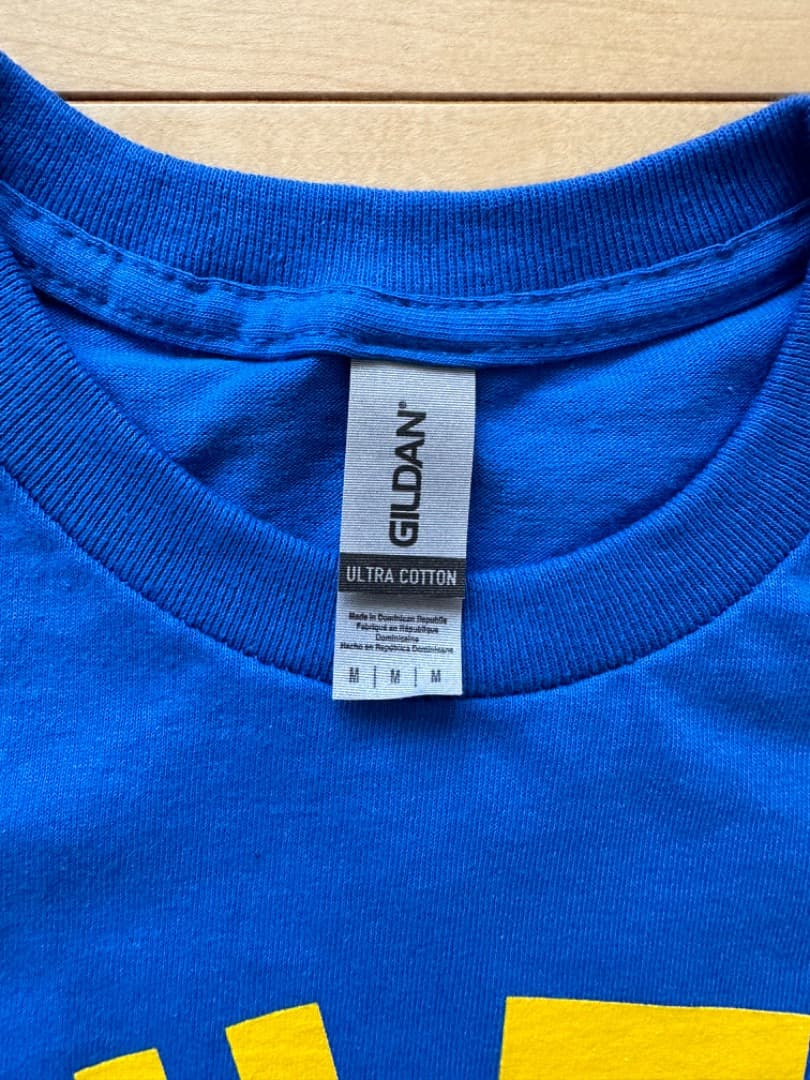 GILDAN®
ULTRA COTTON
Made in Dominican Republic
Fabriqué en République
Dominicaine
Hecho en República Dominicana
M | M | M